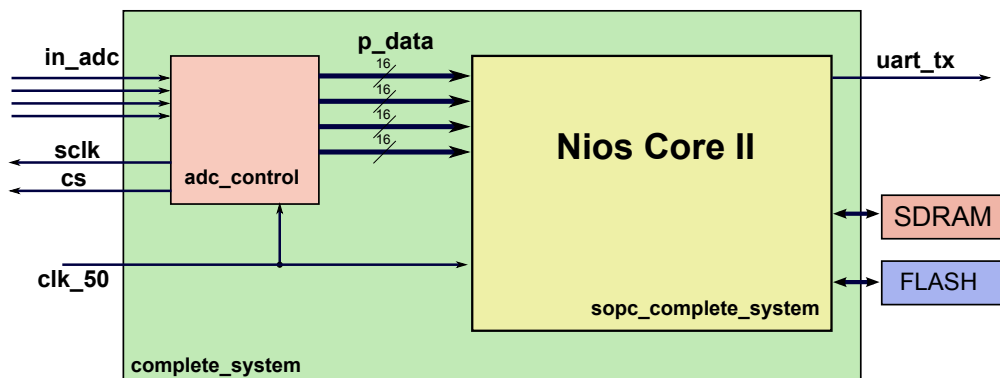 in_adc
p_data
uart_tx
16
16
16
16
Nios Core II
sclk
adc_control
cs
SDRAM
clk_50
FLASH
sopc_complete_system
complete_system